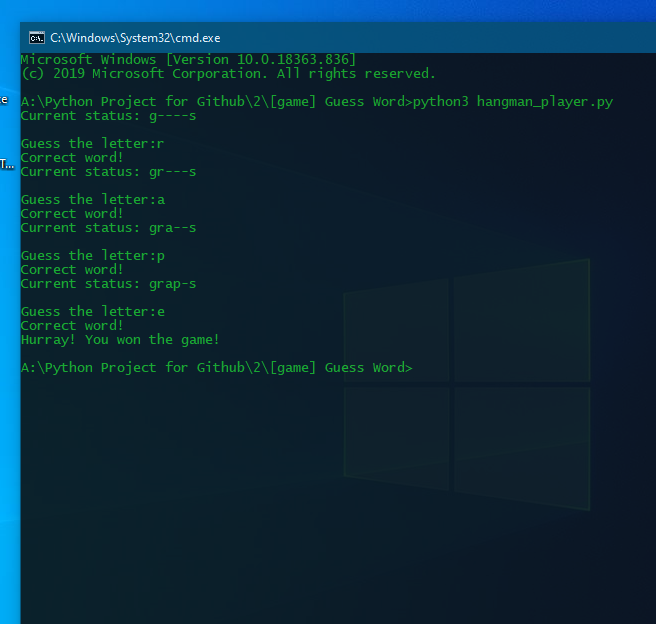 C:\Windows\System32\cmd.exe
Microsoft Windows [Version 10.0.18363.836]
(c) 2019 Microsoft Corporation. All rights reserved.
A:\Python Project for Github\2\[game] Guess Word>python3 hangman_player.py
Current status: g----s
Guess the letter:r
Correct word!
Current status: gr---s
Guess the letter:a
Correct word!
Current status: gra--s
Guess the letter:p
Correct word!
Current status: grap-s
Guess the letter:e
Correct word!
Hurray! You won the game!
A:\Python Project for Github\2\[game] Guess Word>
T...